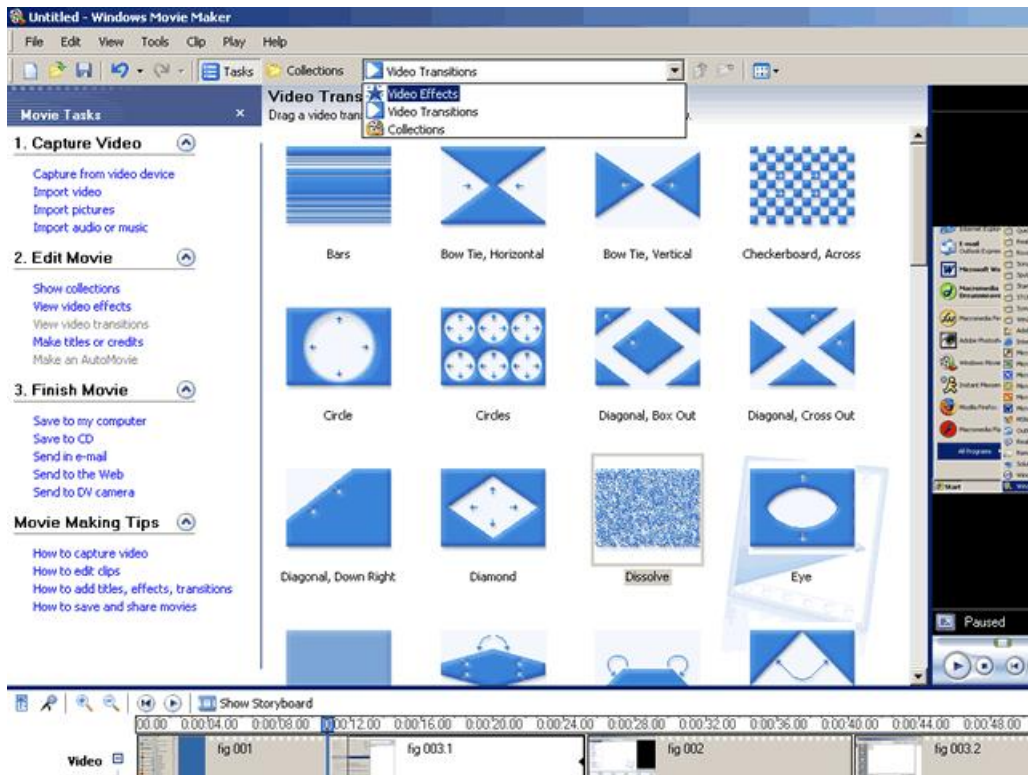 Untitled - Windows Movie Maker
File Edit View Tools Clip Play Help
Tasks Collections Video Transitions
Video Effects
Video Transitions
Collections
Movie Tasks
Video Trans
Drag a video tran
1. Capture Video
Capture from video device
Import video
Import pictures
Import audio or music
2. Edit Movie
Show collections
View video effects
View video transitions
Make titles or credits
Make an AutoMovie
3. Finish Movie
Save to my computer
Save to CD
Send in e-mail
Send to the Web
Send to DV camera
Movie Making Tips
How to capture video
How to edit clips
How to add titles, effects, transitions
How to save and share movies
Bars Bow Tie, Horizontal Bow Tie, Vertical Checkerboard, Across
Circle Circles Diagonal, Box Out Diagonal, Cross Out
Diagonal, Down Right Diamond Dissolve Eye
E-mail
Outlook Express
All Programs
Start
Paused
Show Storyboard
00.00 0:00:04.00 0:00:08.00 0:00:12.00 0:00:16.00 0:00:20.00 0:00:24.00 0:00:28.00 0:00:32.00 0:00:36.00 0:00:40.00 0:00:44.00 0:00:48.00
Video fig 001 fig 003.1 fig 002 fig 003.2